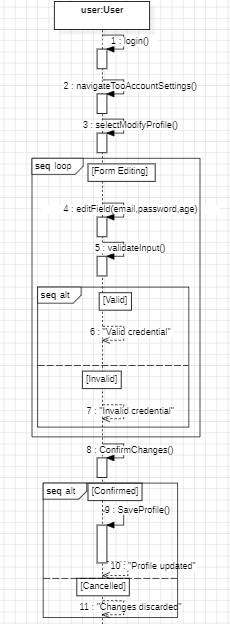 user:User
1 : login()
2 : navigateTooAccountSettings()
3 : selectModifyProfile()
seq loop
[Form Editing]
4 : editField(email,password,age)
5 : validateInput()
seq alt
[Valid]
6 : "Valid credential"
[Invalid]
7 : "Invalid credential"
8 : ConfirmChanges()
seq alt
[Confirmed]
9 : SaveProfile()
10 : "Profile updated"
[Cancelled]
11 : "Changes discarded"